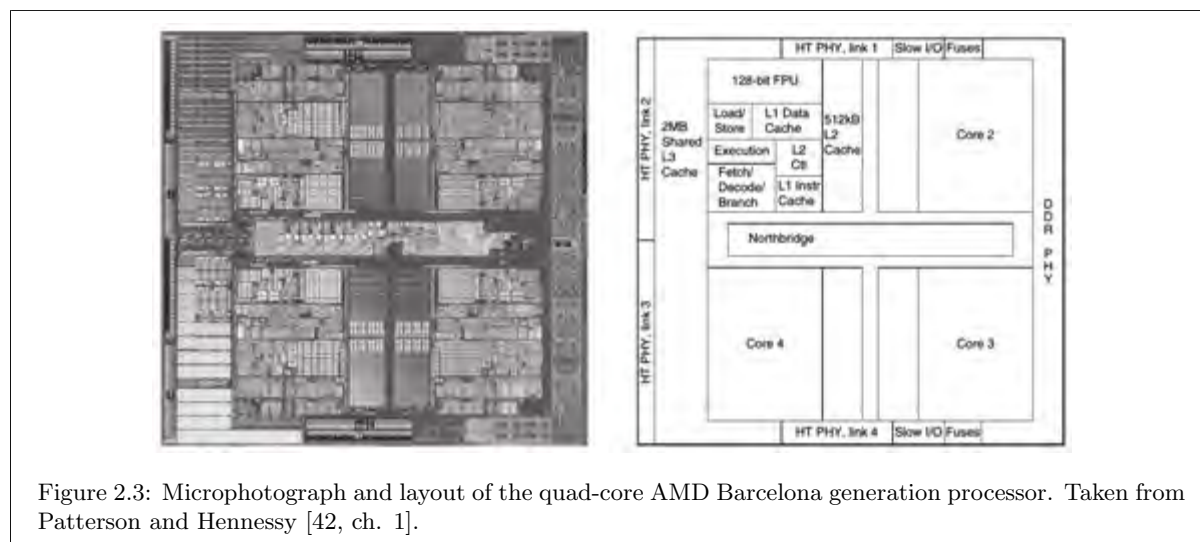 HT PHY, link 1
Slow I/O
Fuses
HT PHY, link 2
2MB
Shared
L3
Cache
128-bit FPU
Load/
Store
L1 Data
Cache
Execution
L2
Ctl
Fetch/
Decode/
Branch
L1 Instr
Cache
512kB
L2
Cache
Core 2
Northbridge
DDR PHY
HT PHY, link 3
Core 4
Core 3
HT PHY, link 4
Slow I/O
Fuses
Figure 2.3: Microphotograph and layout of the quad-core AMD Barcelona generation processor. Taken from
Patterson and Hennessy [42, ch. 1].